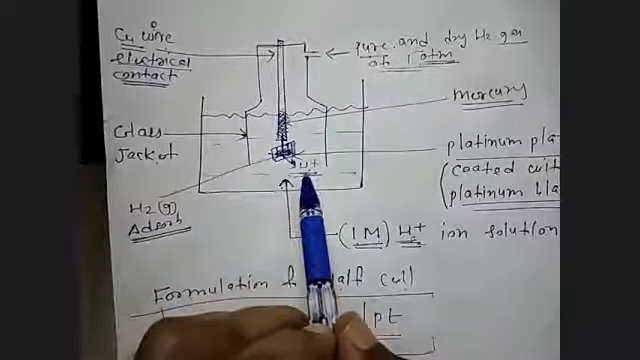 Cu wire
electrical
contact
pure and dry H2 gas
of 1 atm
Mercury
Glass
Jacket
platinum pla
(coated wit
platinum bla
H+
H2(g)
Adsorb
(1M) H+ ion solution
Formulation half cell
pt